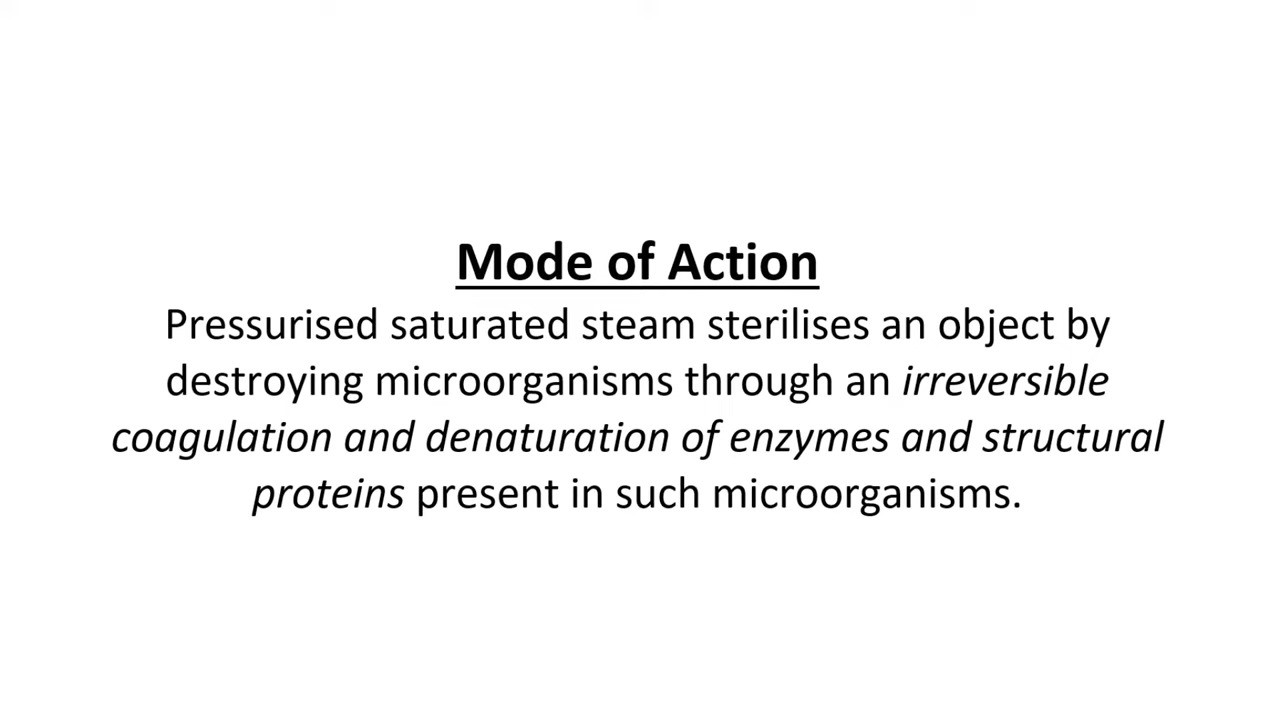 Mode of Action
Pressurised saturated steam sterilises an object by
destroying microorganisms through an irreversible
coagulation and denaturation of enzymes and structural
proteins present in such microorganisms.